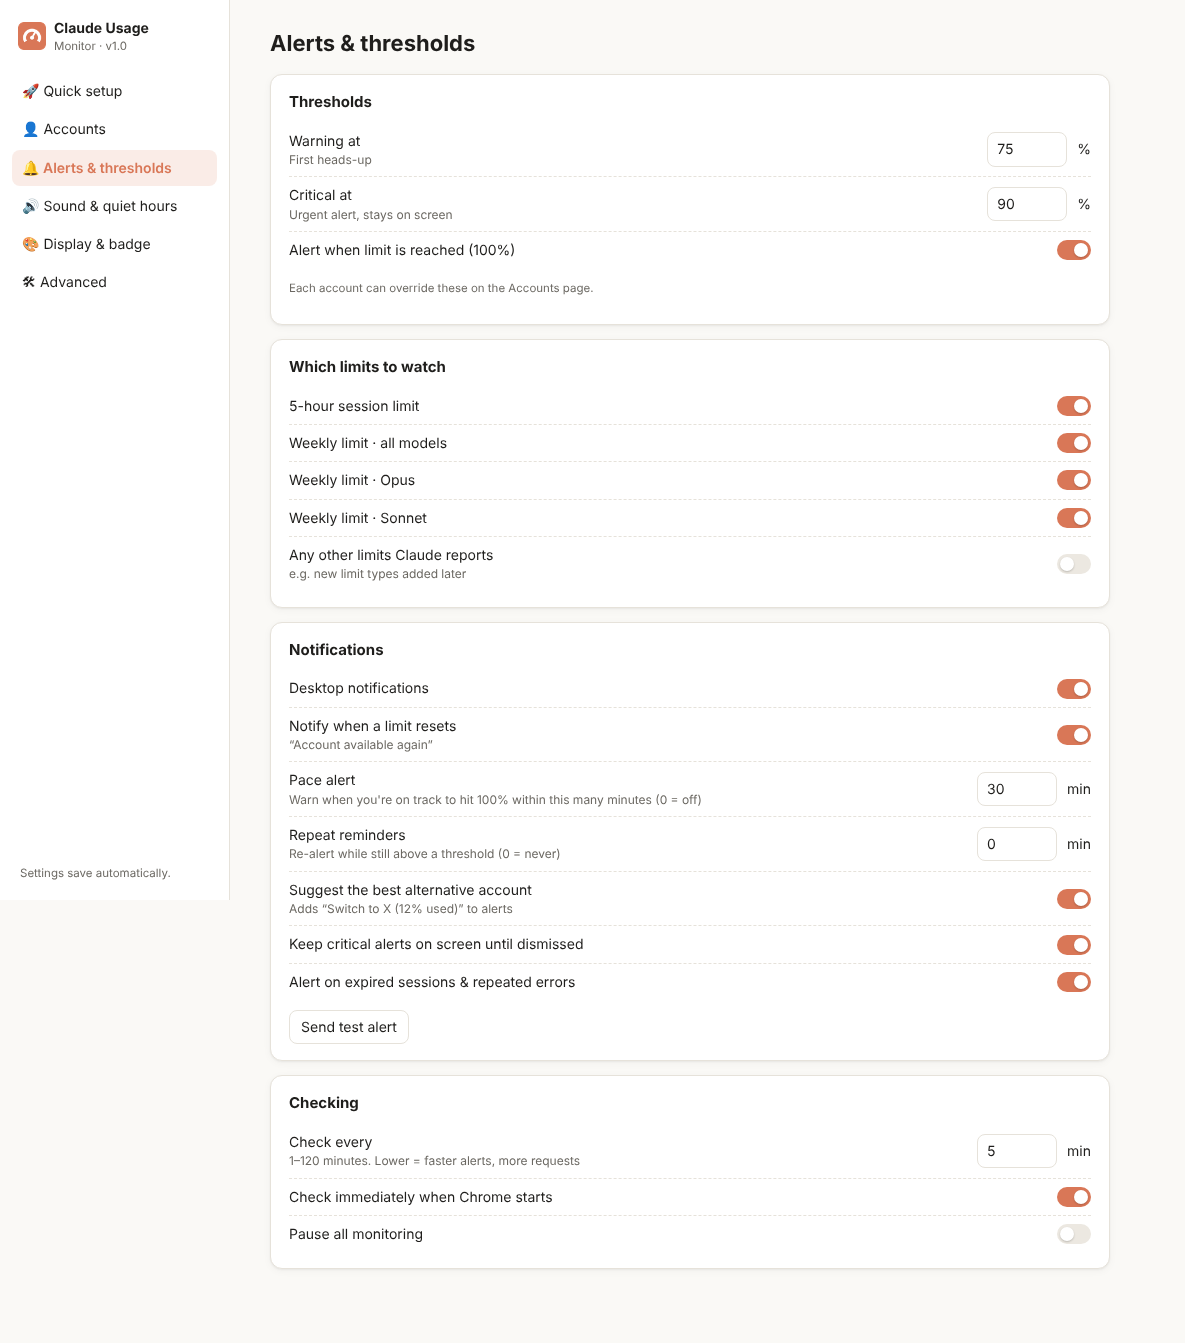 Claude Usage
Monitor · v1.0
🚀 Quick setup
👤 Accounts
🔔 Alerts & thresholds
🔊 Sound & quiet hours
🎨 Display & badge
🛠 Advanced
Settings save automatically.
Alerts & thresholds
Thresholds
Warning at
First heads-up
75 %
Critical at
Urgent alert, stays on screen
90 %
Alert when limit is reached (100%)
Each account can override these on the Accounts page.
Which limits to watch
5-hour session limit
Weekly limit · all models
Weekly limit · Opus
Weekly limit · Sonnet
Any other limits Claude reports
e.g. new limit types added later
Notifications
Desktop notifications
Notify when a limit resets
“Account available again”
Pace alert
Warn when you're on track to hit 100% within this many minutes (0 = off)
30 min
Repeat reminders
Re-alert while still above a threshold (0 = never)
0 min
Suggest the best alternative account
Adds “Switch to X (12% used)” to alerts
Keep critical alerts on screen until dismissed
Alert on expired sessions & repeated errors
Send test alert
Checking
Check every
1–120 minutes. Lower = faster alerts, more requests
5 min
Check immediately when Chrome starts
Pause all monitoring